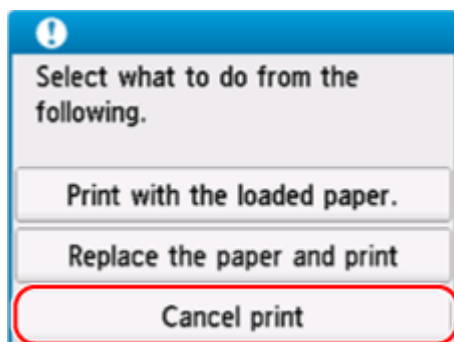 Select what to do from the
following.
Print with the loaded paper.
Replace the paper and print
Cancel print